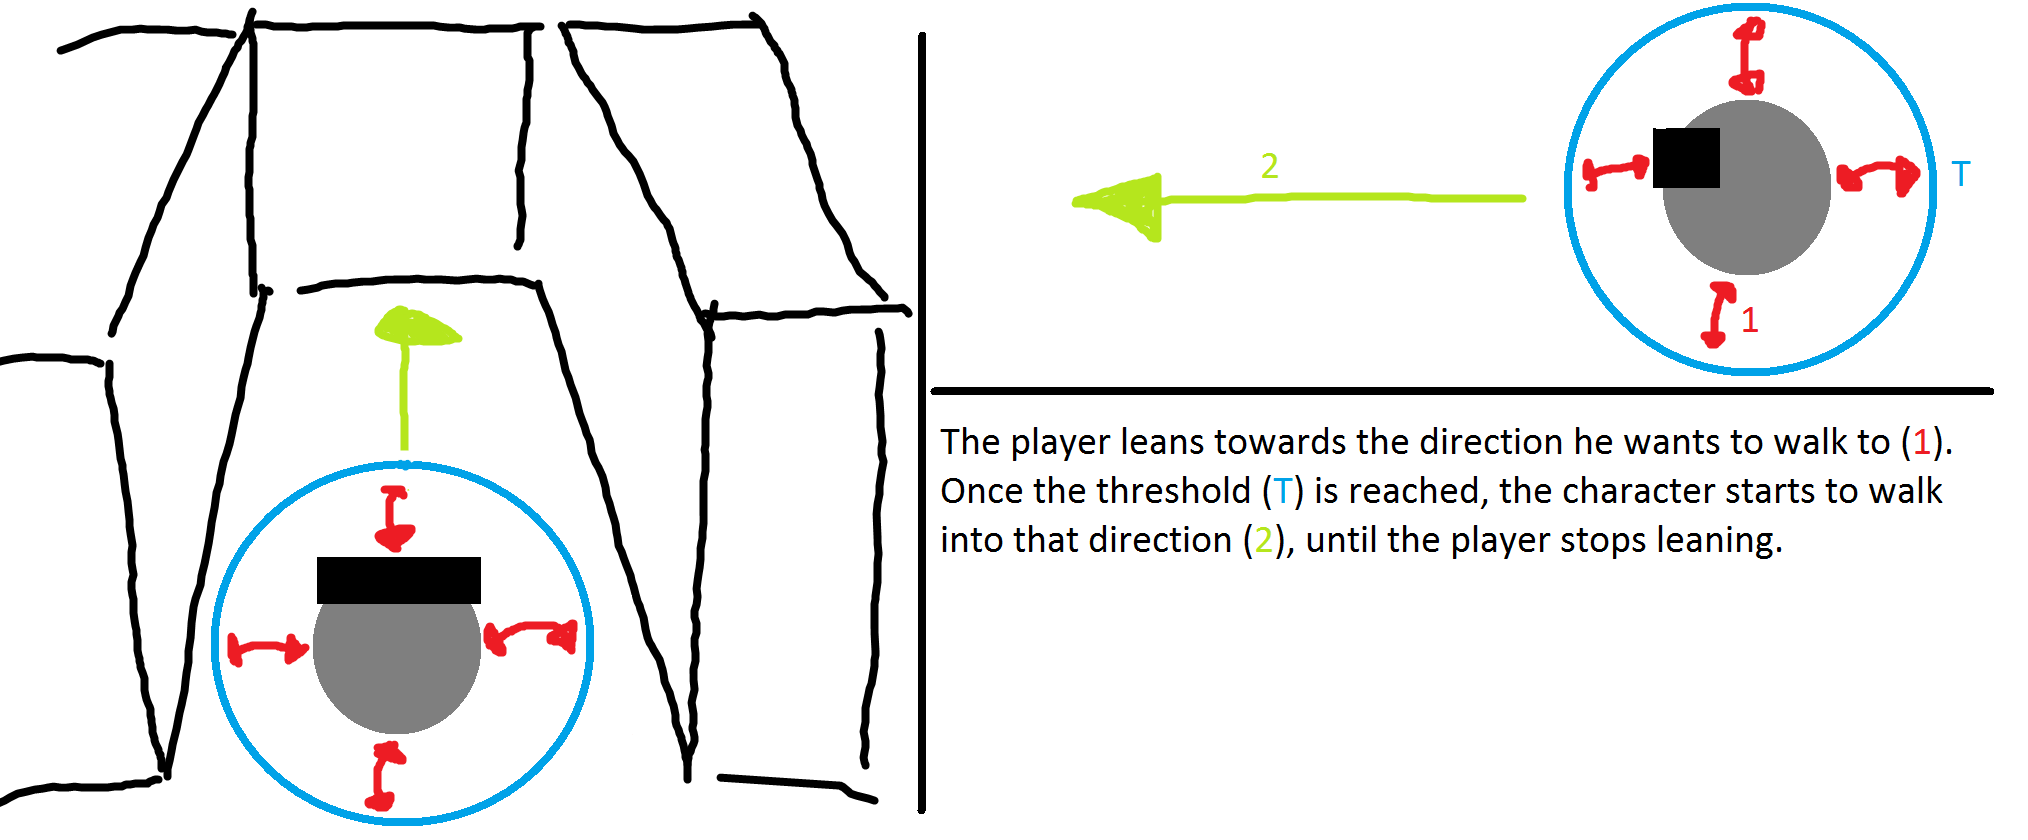 2
T
1
The player leans towards the direction he wants to walk to (1).
Once the threshold (T) is reached, the character starts to walk
into that direction (2), until the player stops leaning.